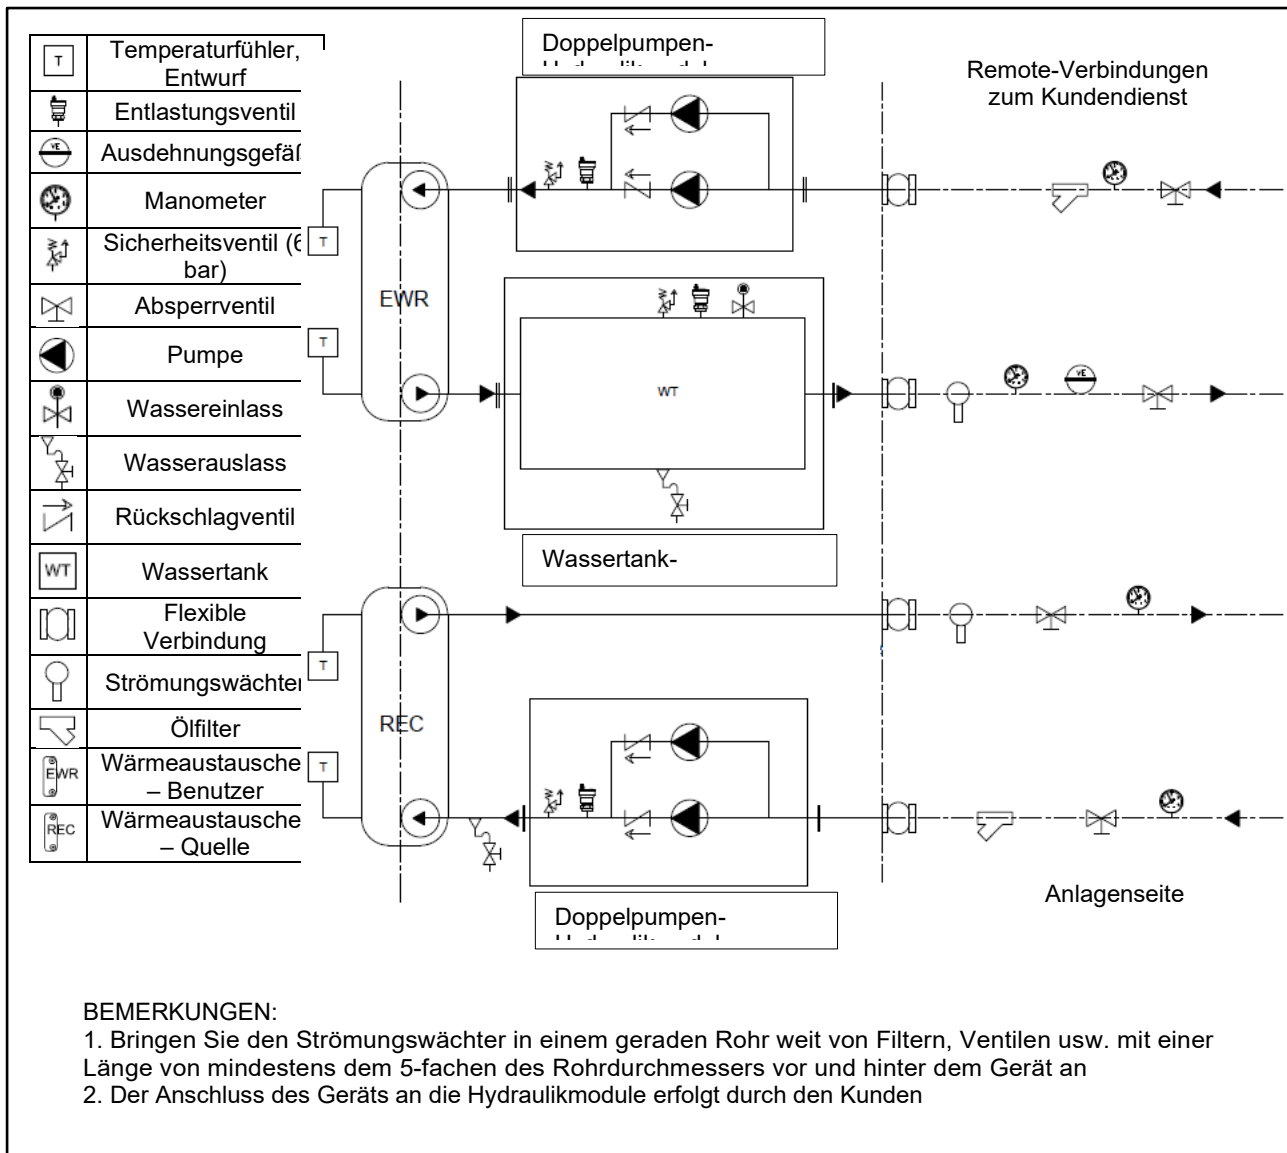 T
Temperaturfühler,
Entwurf
Entlastungsventil
VE
Ausdehnungsgefäß
Manometer
Sicherheitsventil (6
bar)
Absperrventil
Pumpe
Wassereinlass
Wasserauslass
Rückschlagventil
WT
Wassertank
Flexible
Verbindung
Strömungswächter
Ölfilter
EWR
Wärmeaustausche
– Benutzer
REC
Wärmeaustausche
– Quelle
Doppelpumpen-
Remote-Verbindungen
zum Kundendienst
T
EWR
T
WT
VE
Wassertank-
T
REC
T
Doppelpumpen-
Anlagenseite
BEMERKUNGEN:
1. Bringen Sie den Strömungswächter in einem geraden Rohr weit von Filtern, Ventilen usw. mit einer
Länge von mindestens dem 5-fachen des Rohrdurchmessers vor und hinter dem Gerät an
2. Der Anschluss des Geräts an die Hydraulikmodule erfolgt durch den Kunden